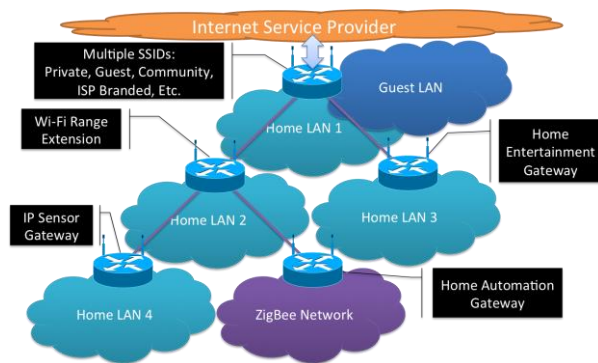 Internet Service Provider
Multiple SSIDs:
Private, Guest, Community,
ISP Branded, Etc.
Guest LAN
Home LAN 1
Wi-Fi Range
Extension
Home
Entertainment
Gateway
Home LAN 2
Home LAN 3
IP Sensor
Gateway
Home Automation
Gateway
Home LAN 4
ZigBee Network